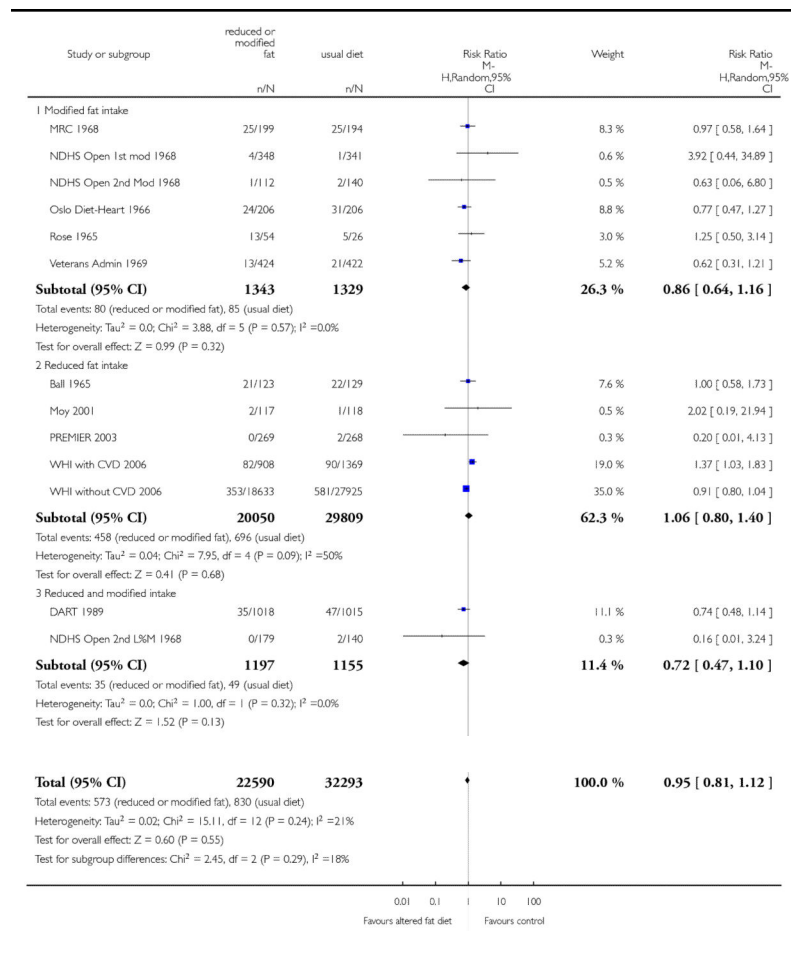 Study or subgroup reduced or modified fat usual diet Risk Ratio Weight Risk Ratio
n/N n/N M-H,Random,95% CI M-H,Random,95% CI
1 Modified fat intake
MRC 1968 25/199 25/194 8.3 % 0.97 [ 0.58, 1.64 ]
NDHS Open 1st mod 1968 4/348 1/341 0.6 % 3.92 [ 0.44, 34.89 ]
NDHS Open 2nd Mod 1968 1/112 2/140 0.5 % 0.63 [ 0.06, 6.80 ]
Oslo Diet-Heart 1966 24/206 31/206 8.8 % 0.77 [ 0.47, 1.27 ]
Rose 1965 13/54 5/26 3.0 % 1.25 [ 0.50, 3.14 ]
Veterans Admin 1969 13/424 21/422 5.2 % 0.62 [ 0.31, 1.21 ]
Subtotal (95% CI) 1343 1329 26.3 % 0.86 [ 0.64, 1.16 ]
Total events: 80 (reduced or modified fat), 85 (usual diet)
Heterogeneity: Tau² = 0.0; Chi² = 3.88, df = 5 (P = 0.57); I² =0.0%
Test for overall effect: Z = 0.99 (P = 0.32)
2 Reduced fat intake
Ball 1965 21/123 22/129 7.6 % 1.00 [ 0.58, 1.73 ]
Moy 2001 2/117 1/118 0.5 % 2.02 [ 0.19, 21.94 ]
PREMIER 2003 0/269 2/268 0.3 % 0.20 [ 0.01, 4.13 ]
WHI with CVD 2006 82/908 90/1369 19.0 % 1.37 [ 1.03, 1.83 ]
WHI without CVD 2006 353/18633 581/27925 35.0 % 0.91 [ 0.80, 1.04 ]
Subtotal (95% CI) 20050 29809 62.3 % 1.06 [ 0.80, 1.40 ]
Total events: 458 (reduced or modified fat), 696 (usual diet)
Heterogeneity: Tau² = 0.04; Chi² = 7.95, df = 4 (P = 0.09); I² =50%
Test for overall effect: Z = 0.41 (P = 0.68)
3 Reduced and modified intake
DART 1989 35/1018 47/1015 11.1 % 0.74 [ 0.48, 1.14 ]
NDHS Open 2nd L%M 1968 0/179 2/140 0.3 % 0.16 [ 0.01, 3.24 ]
Subtotal (95% CI) 1197 1155 11.4 % 0.72 [ 0.47, 1.10 ]
Total events: 35 (reduced or modified fat), 49 (usual diet)
Heterogeneity: Tau² = 0.0; Chi² = 1.00, df = 1 (P = 0.32); I² =0.0%
Test for overall effect: Z = 1.52 (P = 0.13)
Total (95% CI) 22590 32293 100.0 % 0.95 [ 0.81, 1.12 ]
Total events: 573 (reduced or modified fat), 830 (usual diet)
Heterogeneity: Tau² = 0.02; Chi² = 15.11, df = 12 (P = 0.24); I² =21%
Test for overall effect: Z = 0.60 (P = 0.55)
Test for subgroup differences: Chi² = 2.45, df = 2 (P = 0.29), I² =18%
0.01 0.1 1 10 100
Favours altered fat diet Favours control